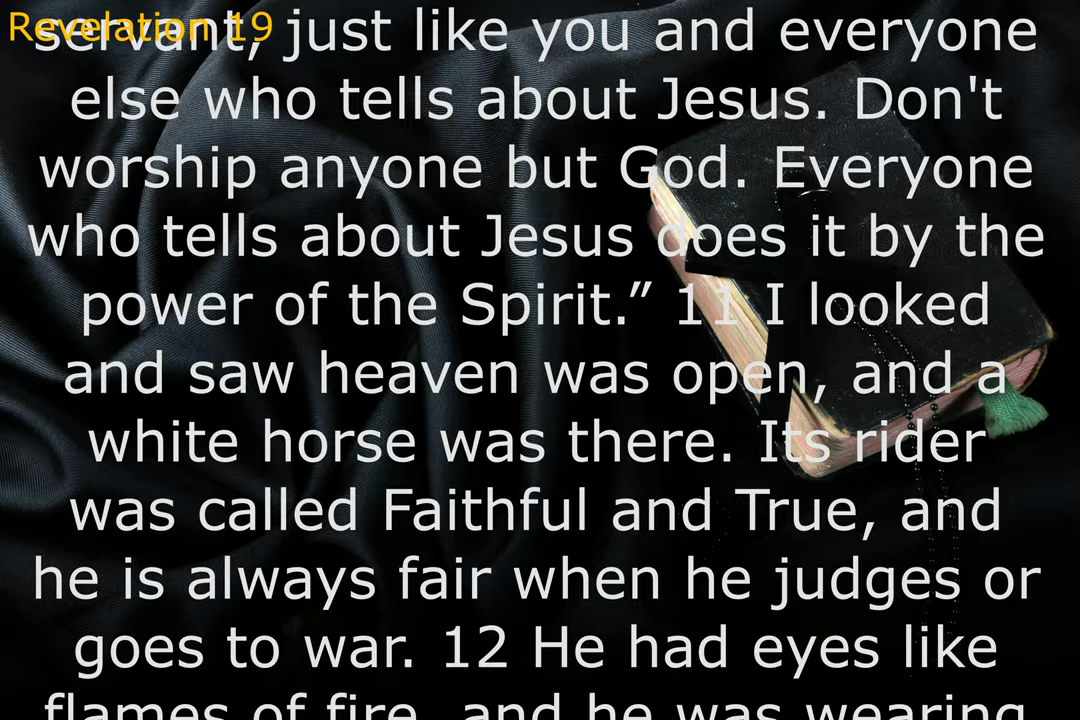 Revelation 19
servant, just like you and everyone
else who tells about Jesus. Don't
worship anyone but God. Everyone
who tells about Jesus does it by the
power of the Spirit.” 11 I looked
and saw heaven was open, and a
white horse was there. Its rider
was called Faithful and True, and
he is always fair when he judges or
goes to war. 12 He had eyes like
flames of fire, and he was wearing